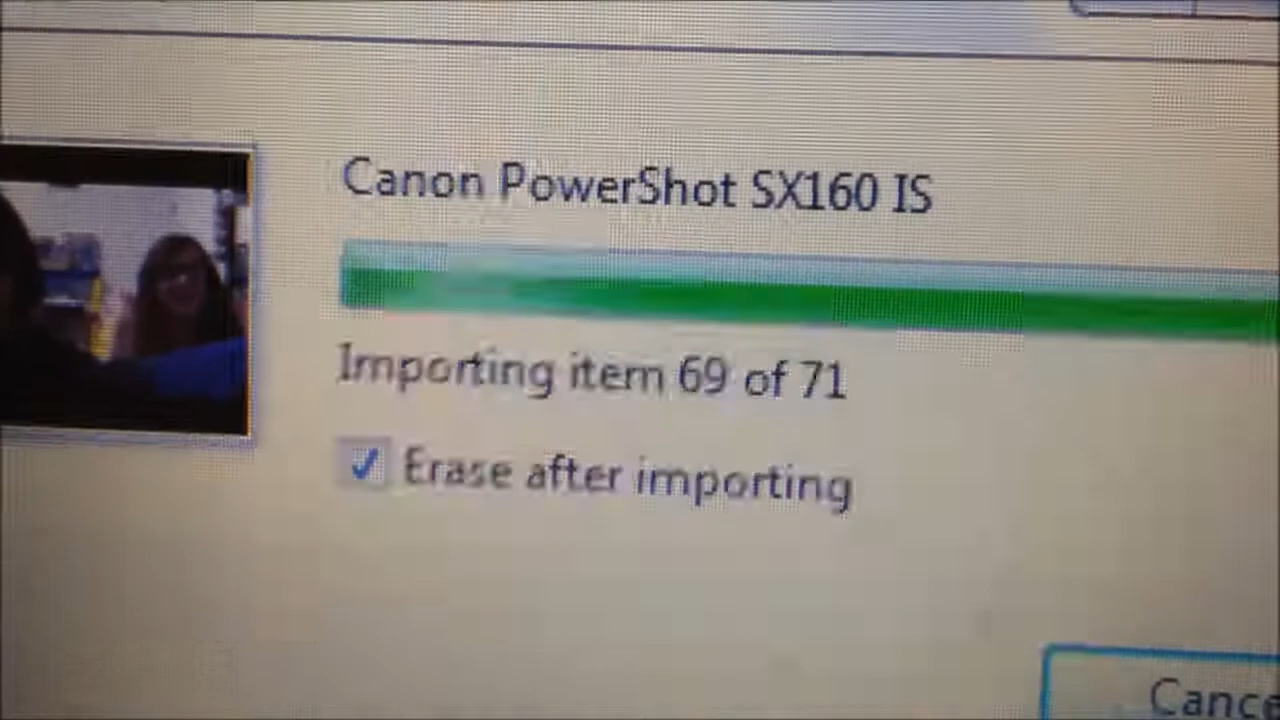 Canon PowerShot SX160 IS
Importing item 69 of 71
Erase after importing